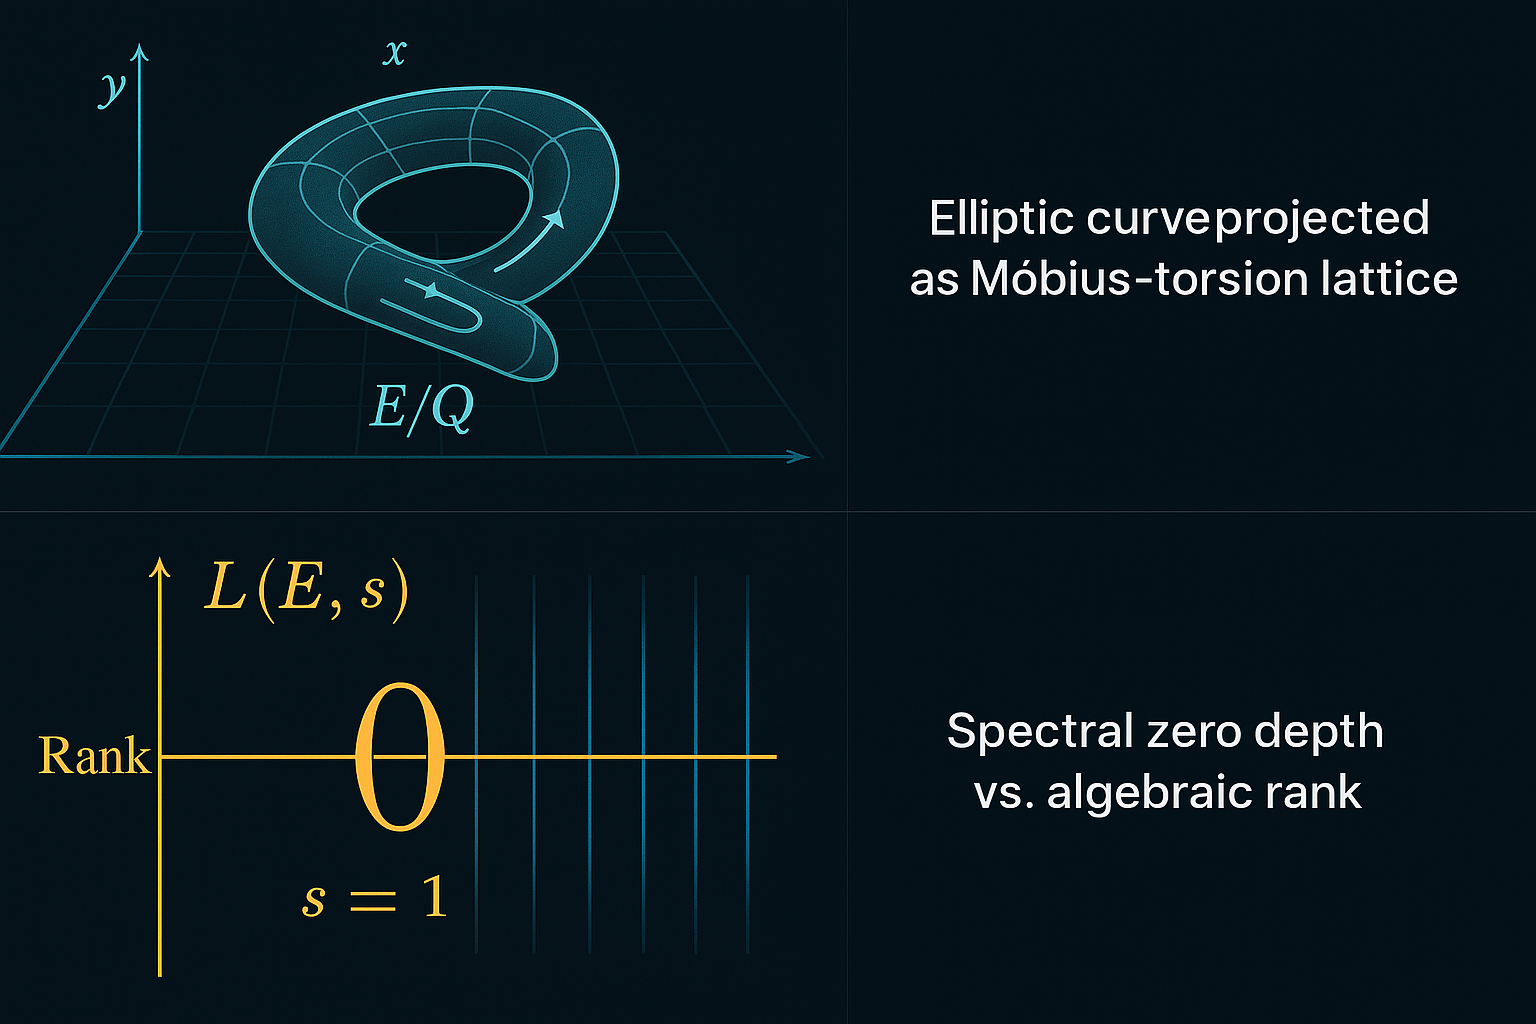 x
y
E/Q
Elliptic curveprojected
as Móbius-torsion lattice
L(E, s)
Rank
0
s = 1
Spectral zero depth
vs. algebraic rank